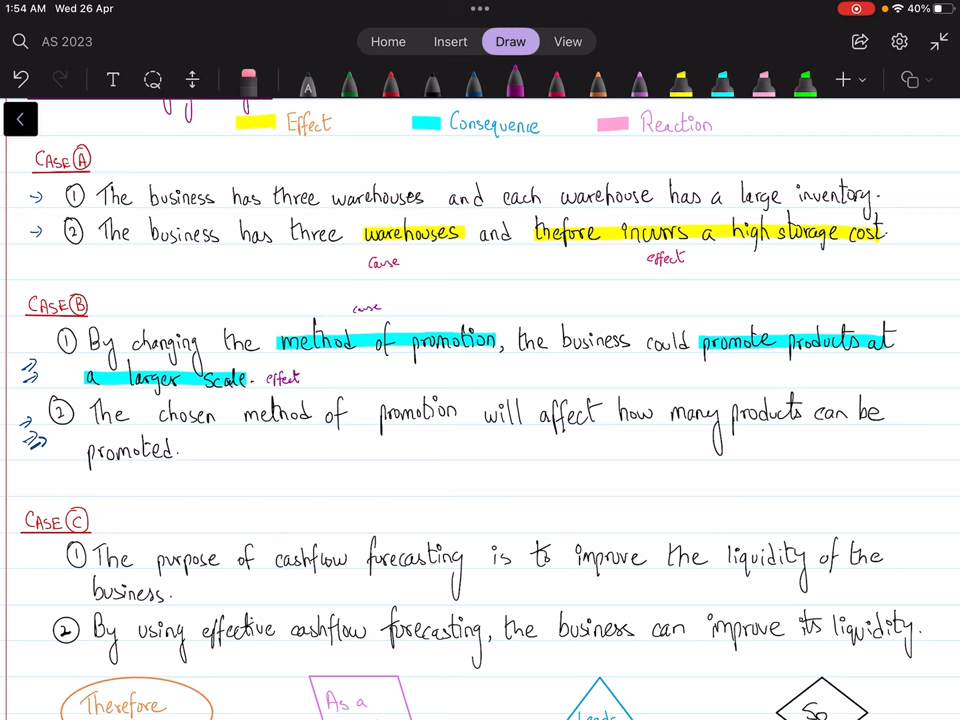 1:54 AM Wed 26 Apr
40%
AS 2023
Home Insert Draw View
T
A
Effect Consequence Reaction
CASE A
→ 1 The business has three warehouses and each warehouse has a large inventory.
→ 2 The business has three warehouses and thefore incurrs a high storage cost.
cause effect
CASE B
cause
1 By changing the method of promotion, the business could promote products at
a larger scale. effect
2 The chosen method of promotion will affect how many products can be
promoted.
CASE C
1 The purpose of cashflow forecasting is to improve the liquidity of the
business.
2 By using effective cashflow forecasting, the business can improve its liquidity.
Therefore As a Leads So